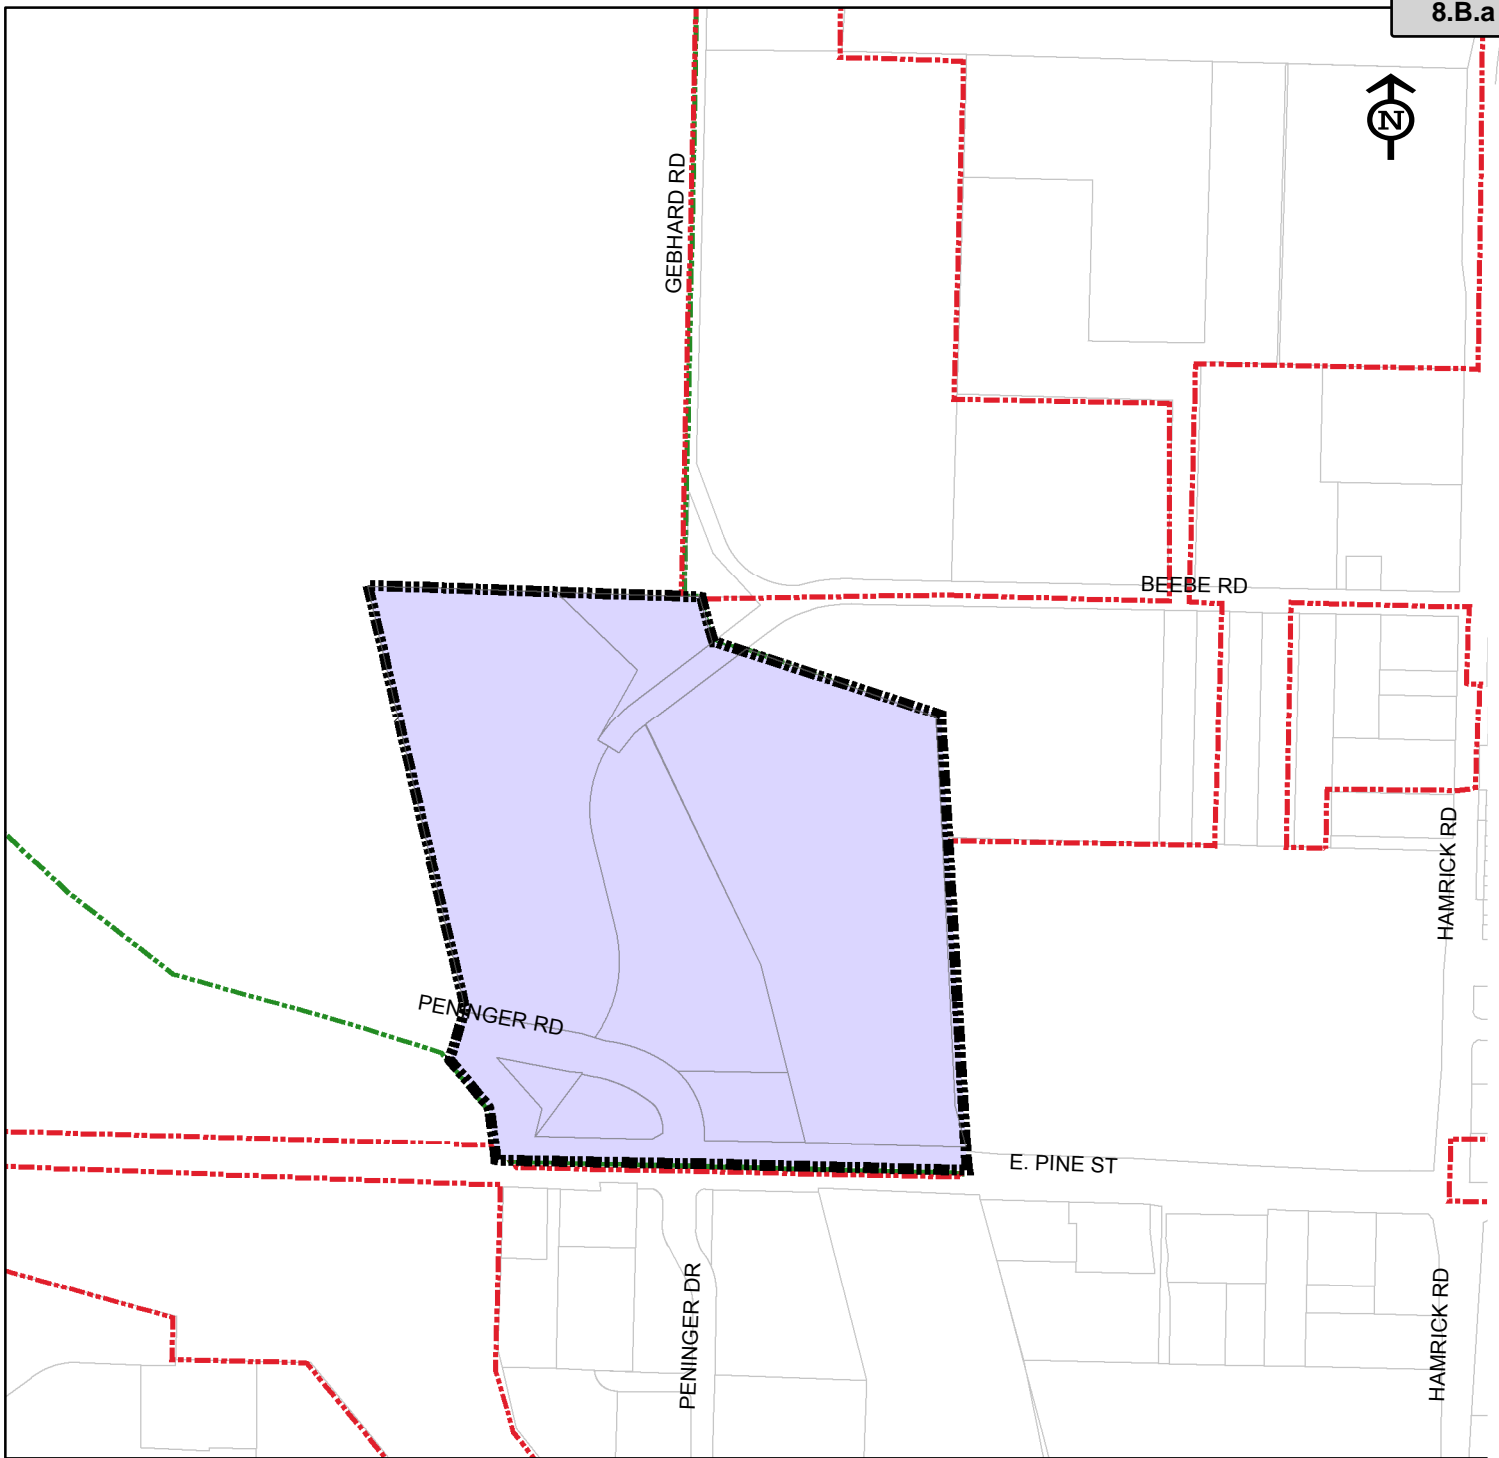 8.B.a
N
GEBHARD RD
BEEBE RD
HAMRICK RD
PENINGER RD
E. PINE ST
PENINGER DR
HAMRICK RD